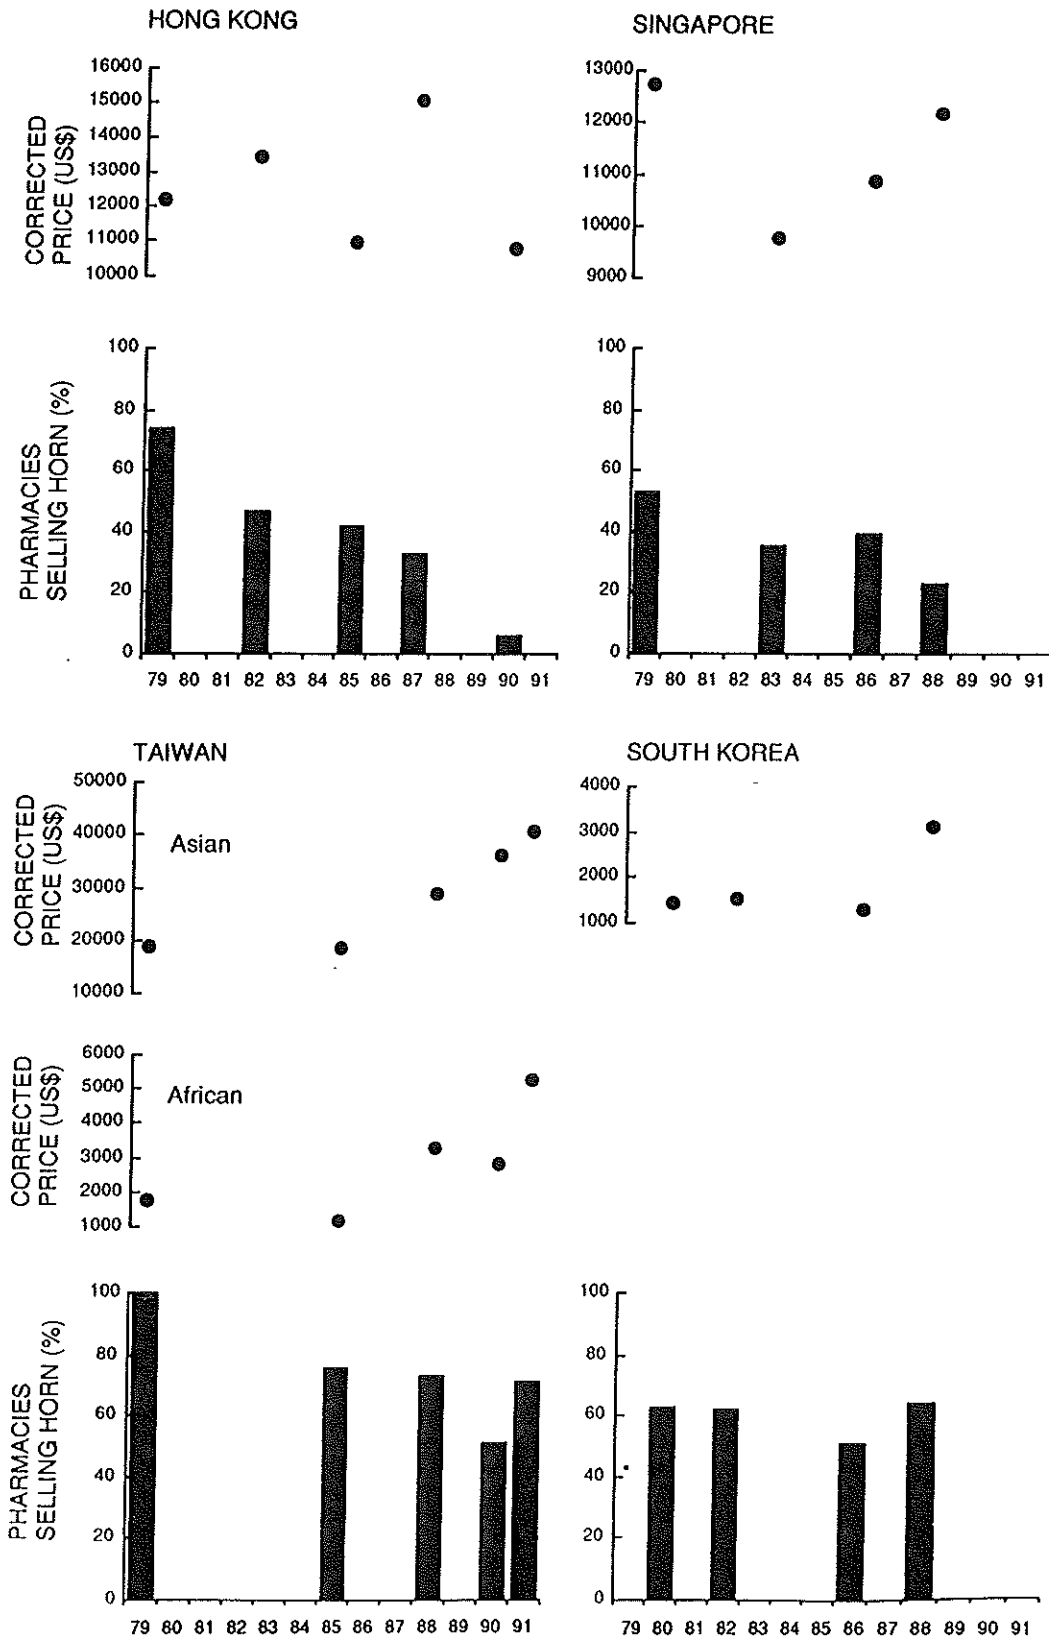 HONG KONG
CORRECTED
PRICE (US$)
16000
15000
14000
13000
12000
11000
10000
PHARMACIES
SELLING HORN (%)
100
80
60
40
20
0
79 80 81 82 83 84 85 86 87 88 89 90 91
SINGAPORE
13000
12000
11000
10000
9000
100
80
60
40
20
0
79 80 81 82 83 84 85 86 87 88 89 90 91
TAIWAN
CORRECTED
PRICE (US$)
50000
40000
30000
20000
10000
Asian
CORRECTED
PRICE (US$)
6000
5000
4000
3000
2000
1000
African
PHARMACIES
SELLING HORN (%)
100
80
60
40
20
0
79 80 81 82 83 84 85 86 87 88 89 90 91
SOUTH KOREA
4000
3000
2000
1000
100
80
60
40
20
0
79 80 81 82 83 84 85 86 87 88 89 90 91